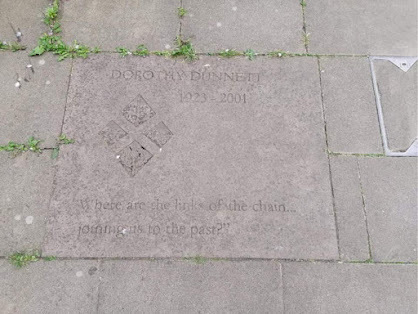 DOROTHY DUNNETT
1923 - 2001
"Where are the links of the chain...
joining us to the past?"